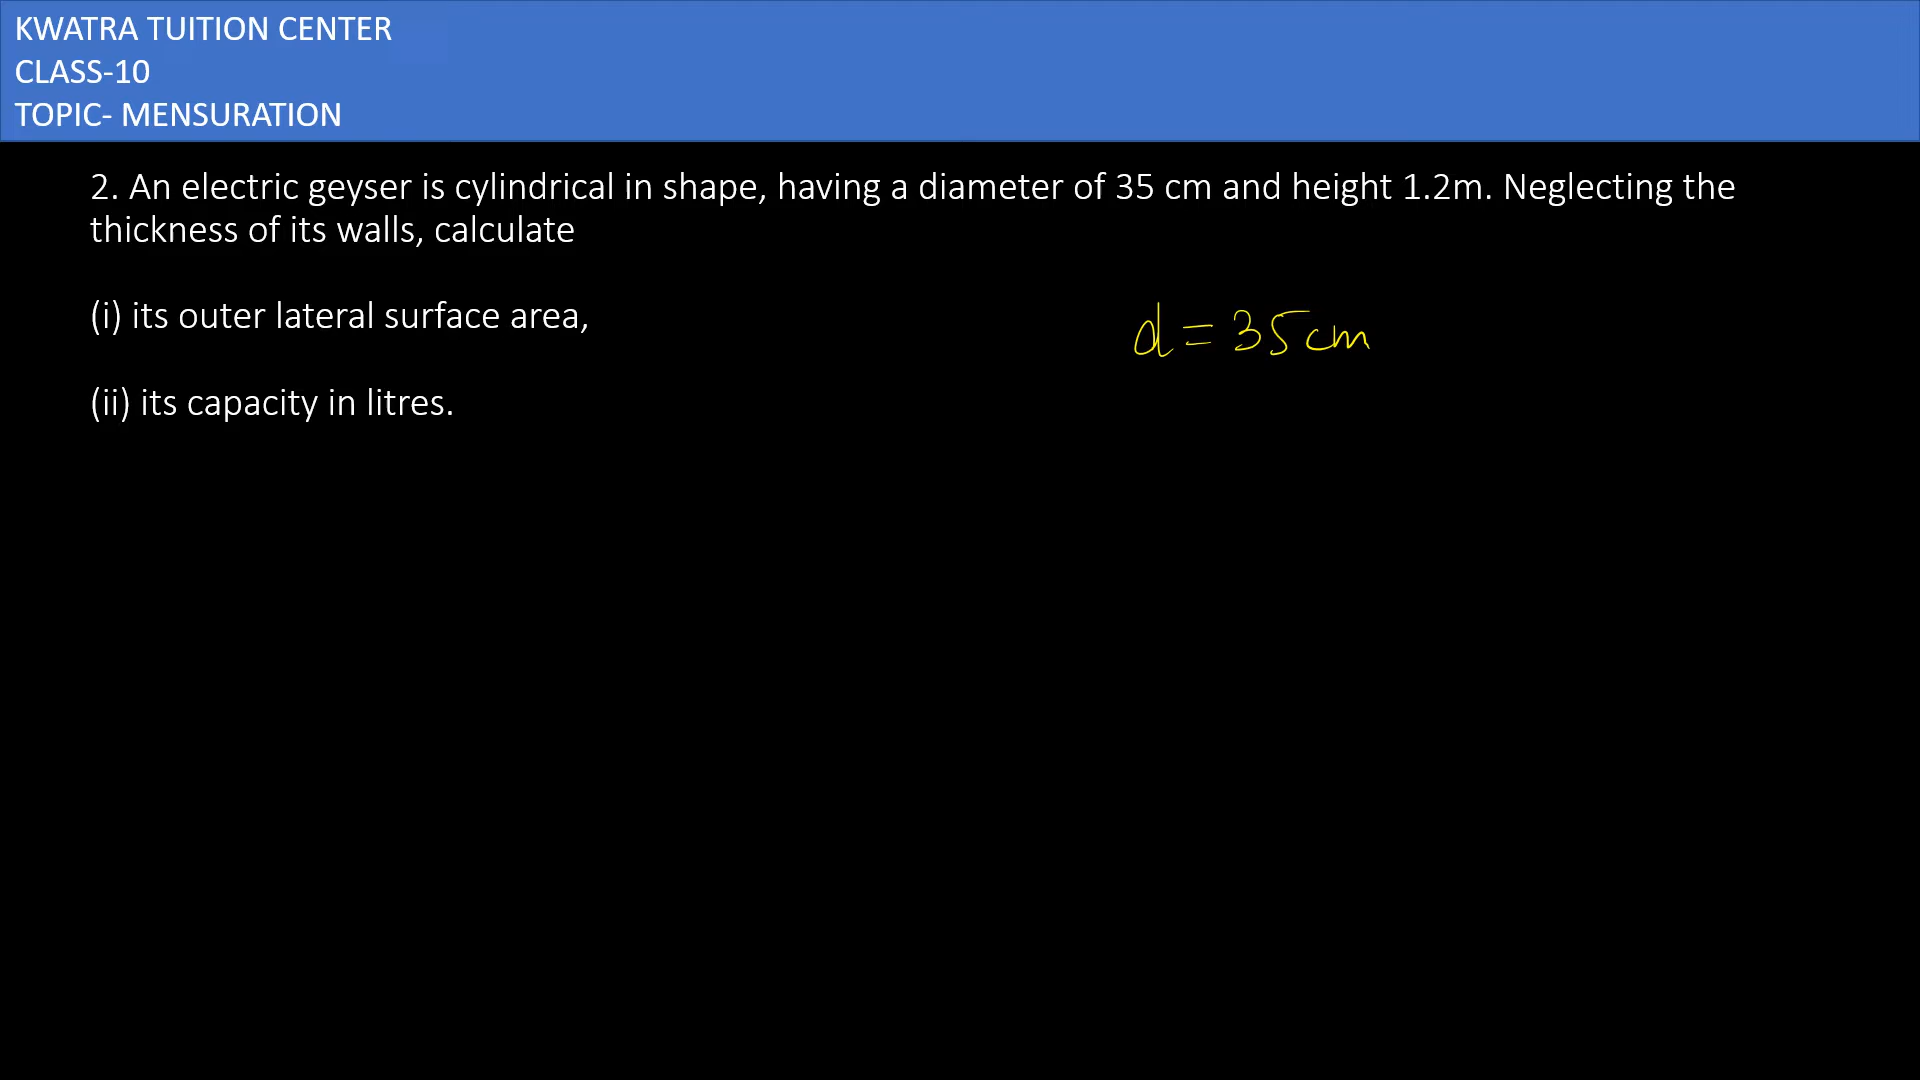 KWATRA TUITION CENTER
CLASS-10
TOPIC- MENSURATION
2. An electric geyser is cylindrical in shape, having a diameter of 35 cm and height 1.2m. Neglecting the
thickness of its walls, calculate
(i) its outer lateral surface area,
d = 35 cm
(ii) its capacity in litres.